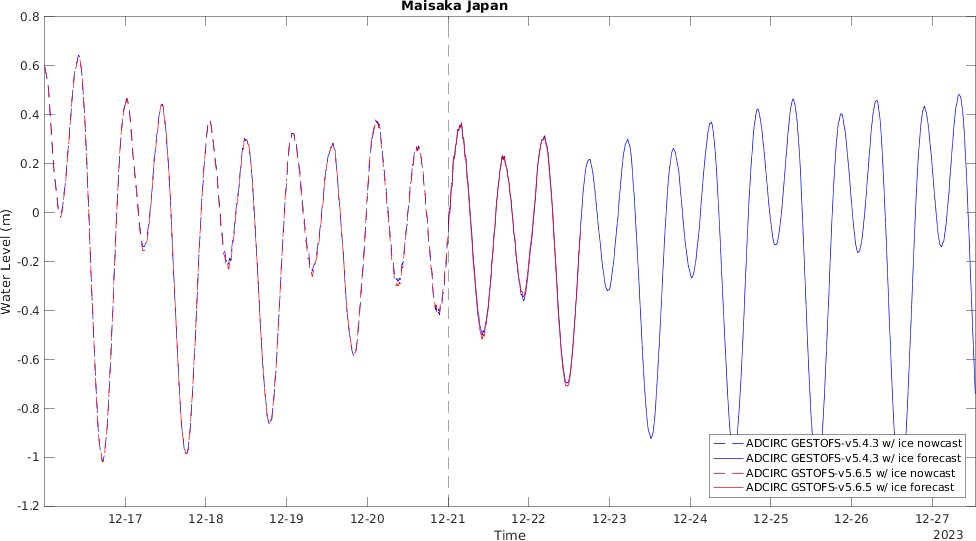 Maisaka Japan
0.8
0.6
0.4
0.2
0
-0.2
-0.4
-0.6
-0.8
-1
-1.2
Water Level (m)
12-17 12-18 12-19 12-20 12-21 12-22 12-23 12-24 12-25 12-26 12-27
Time
2023
ADCIRC GESTOFS-v5.4.3 w/ ice nowcast
ADCIRC GESTOFS-v5.4.3 w/ ice forecast
ADCIRC GSTOFS-v5.6.5 w/ ice nowcast
ADCIRC GSTOFS-v5.6.5 w/ ice forecast